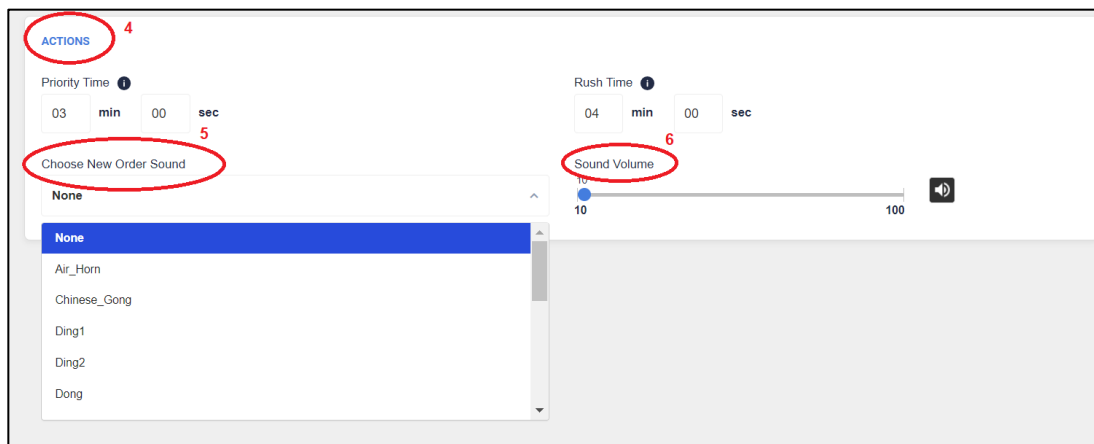 4
ACTIONS
Priority Time i
Rush Time i
03 min 00 sec
04 min 00 sec
5
6
Choose New Order Sound
Sound Volume
None
10
10
100
None
Air_Horn
Chinese_Gong
Ding1
Ding2
Dong